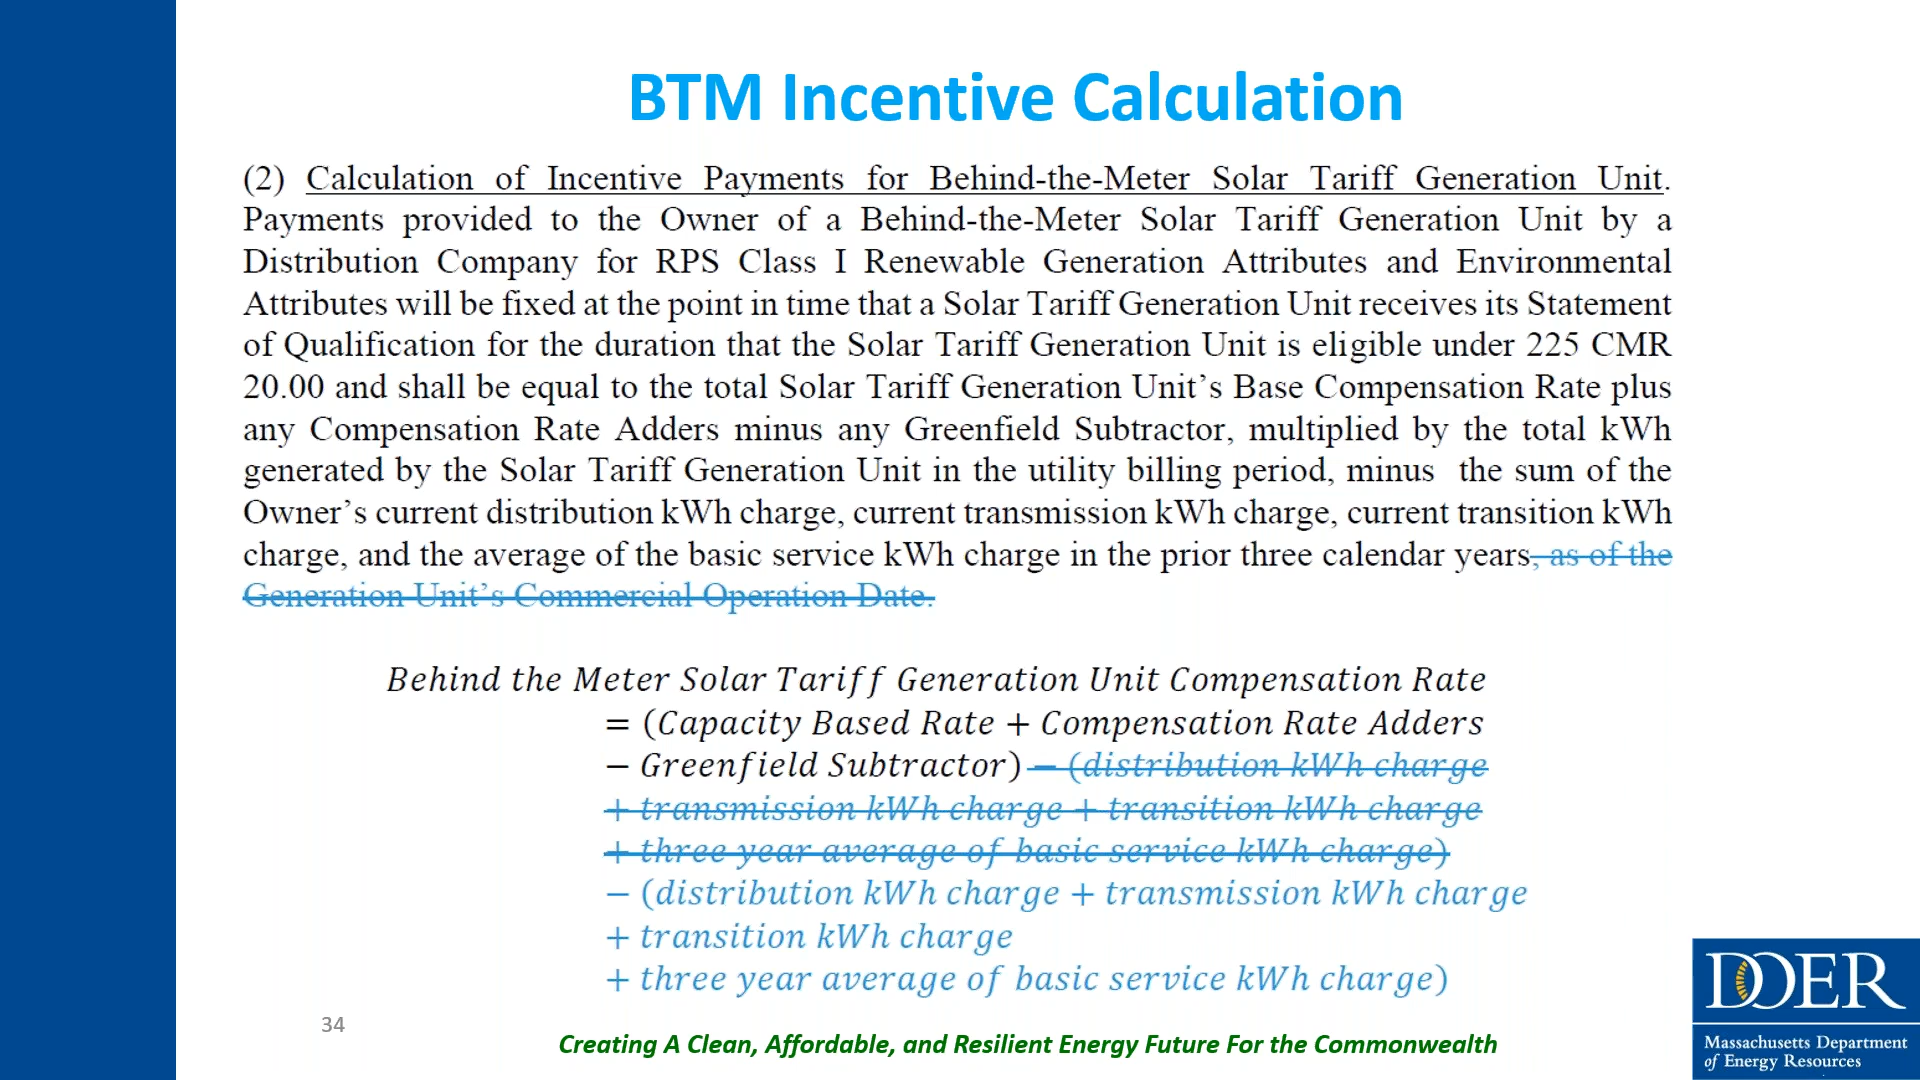 BTM Incentive Calculation
(2) Calculation of Incentive Payments for Behind-the-Meter Solar Tariff Generation Unit.
Payments provided to the Owner of a Behind-the-Meter Solar Tariff Generation Unit by a
Distribution Company for RPS Class I Renewable Generation Attributes and Environmental
Attributes will be fixed at the point in time that a Solar Tariff Generation Unit receives its Statement
of Qualification for the duration that the Solar Tariff Generation Unit is eligible under 225 CMR
20.00 and shall be equal to the total Solar Tariff Generation Unit’s Base Compensation Rate plus
any Compensation Rate Adders minus any Greenfield Subtractor, multiplied by the total kWh
generated by the Solar Tariff Generation Unit in the utility billing period, minus the sum of the
Owner’s current distribution kWh charge, current transmission kWh charge, current transition kWh
charge, and the average of the basic service kWh charge in the prior three calendar years, as of the
Generation Unit’s Commercial Operation Date.
Behind the Meter Solar Tariff Generation Unit Compensation Rate
= (Capacity Based Rate + Compensation Rate Adders
− Greenfield Subtractor) − (distribution kWh charge
+ transmission kWh charge + transition kWh charge
+ three year average of basic service kWh charge)
− (distribution kWh charge + transmission kWh charge
+ transition kWh charge
+ three year average of basic service kWh charge)
34
Creating A Clean, Affordable, and Resilient Energy Future For the Commonwealth
DOER
Massachusetts Department
of Energy Resources